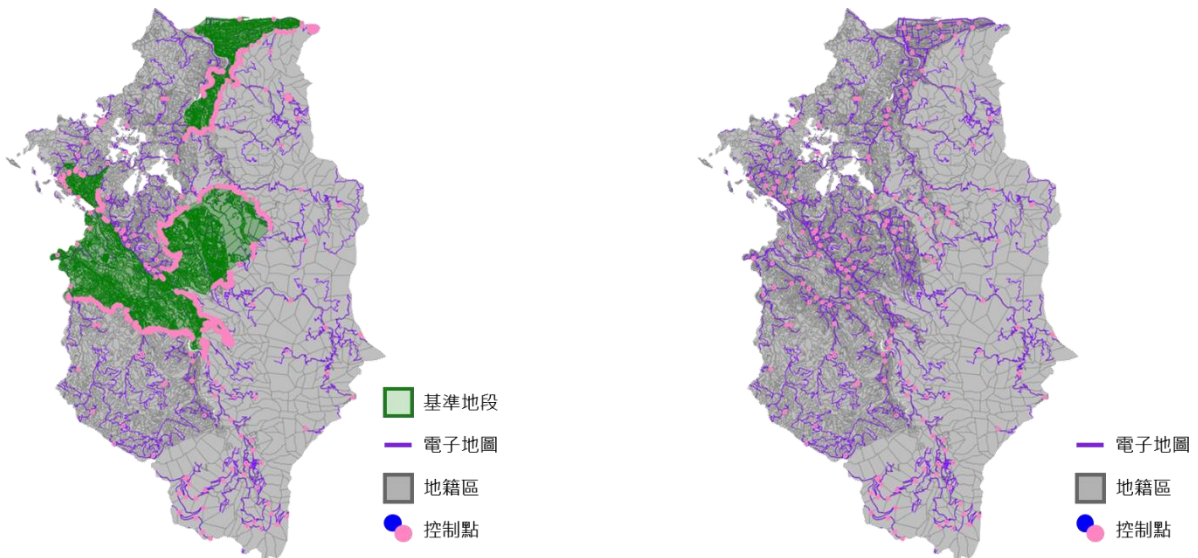 基準地段
電子地圖
地籍區
控制點
電子地圖
地籍區
控制點